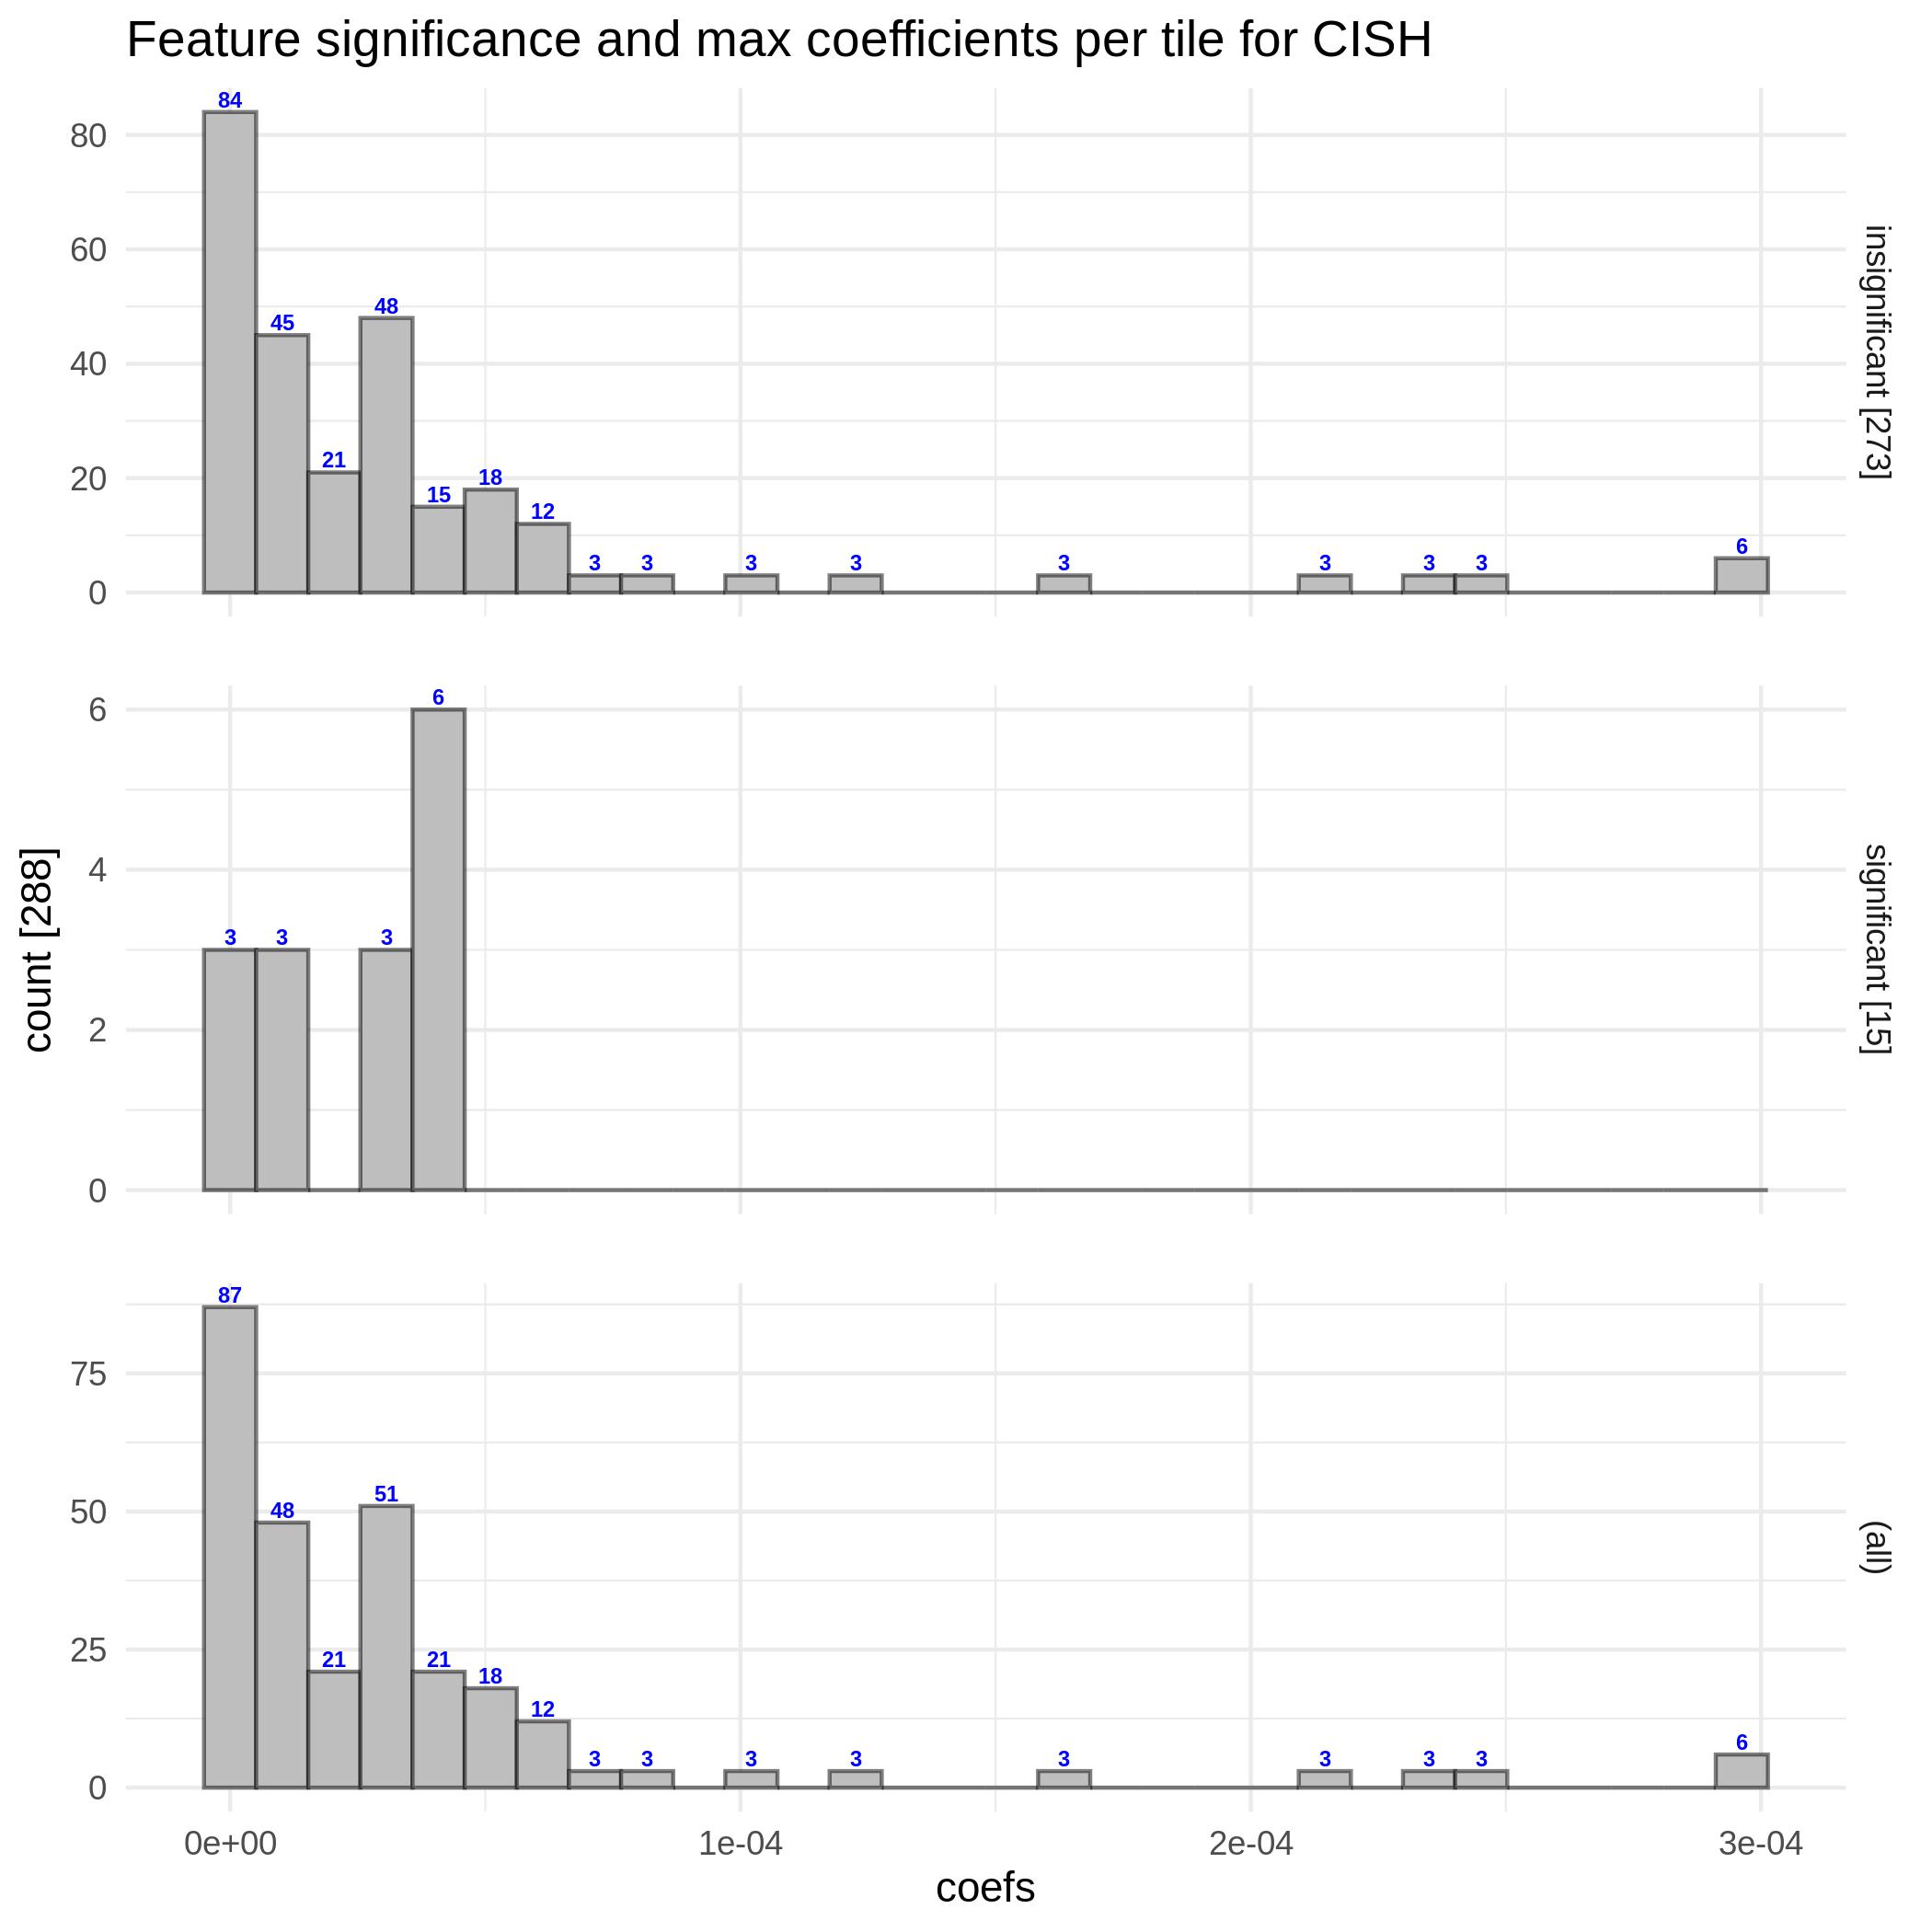 Feature significance and max coefficients per tile for CISH
84
80
60
48
45
40
21
20
18
15
12
3 3 3 3 3 3 3 3 6
0
insignificant [273]
6
6
4
3 3 3
2
0
significant [15]
count [288]
87
75
51
50
48
25
21 21 18
12
3 3 3 3 3 3 3 3 6
0
(all)
0e+00 1e-04 2e-04 3e-04
coefs